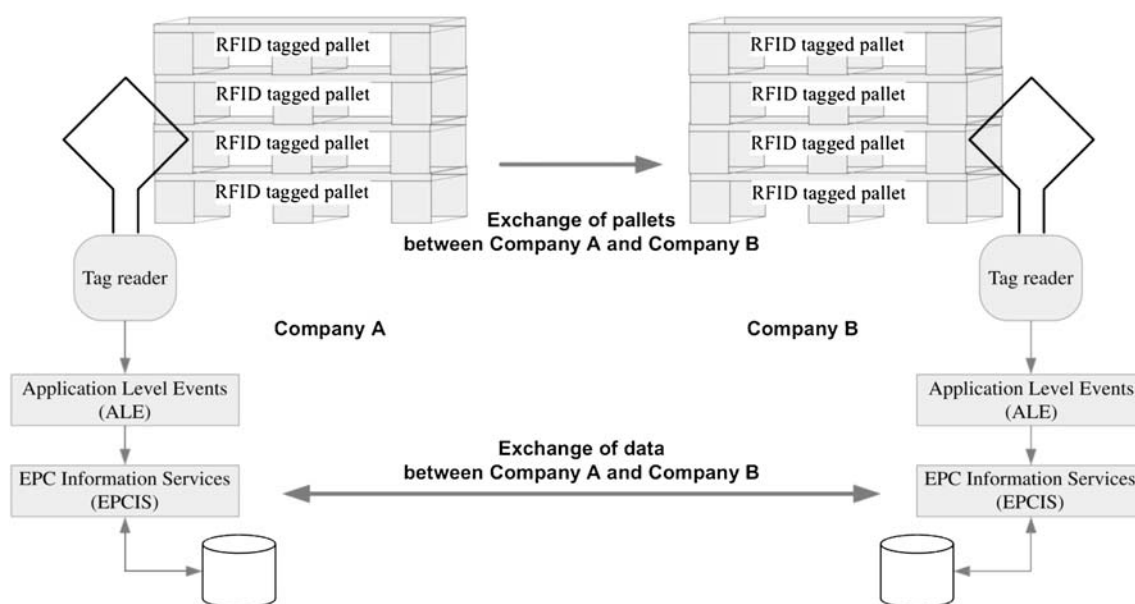 RFID tagged pallet
RFID tagged pallet
RFID tagged pallet
RFID tagged pallet
RFID tagged pallet
RFID tagged pallet
RFID tagged pallet
RFID tagged pallet
Exchange of pallets
between Company A and Company B
Tag reader
Tag reader
Company A
Company B
Application Level Events
(ALE)
Application Level Events
(ALE)
Exchange of data
between Company A and Company B
EPC Information Services
(EPCIS)
EPC Information Services
(EPCIS)